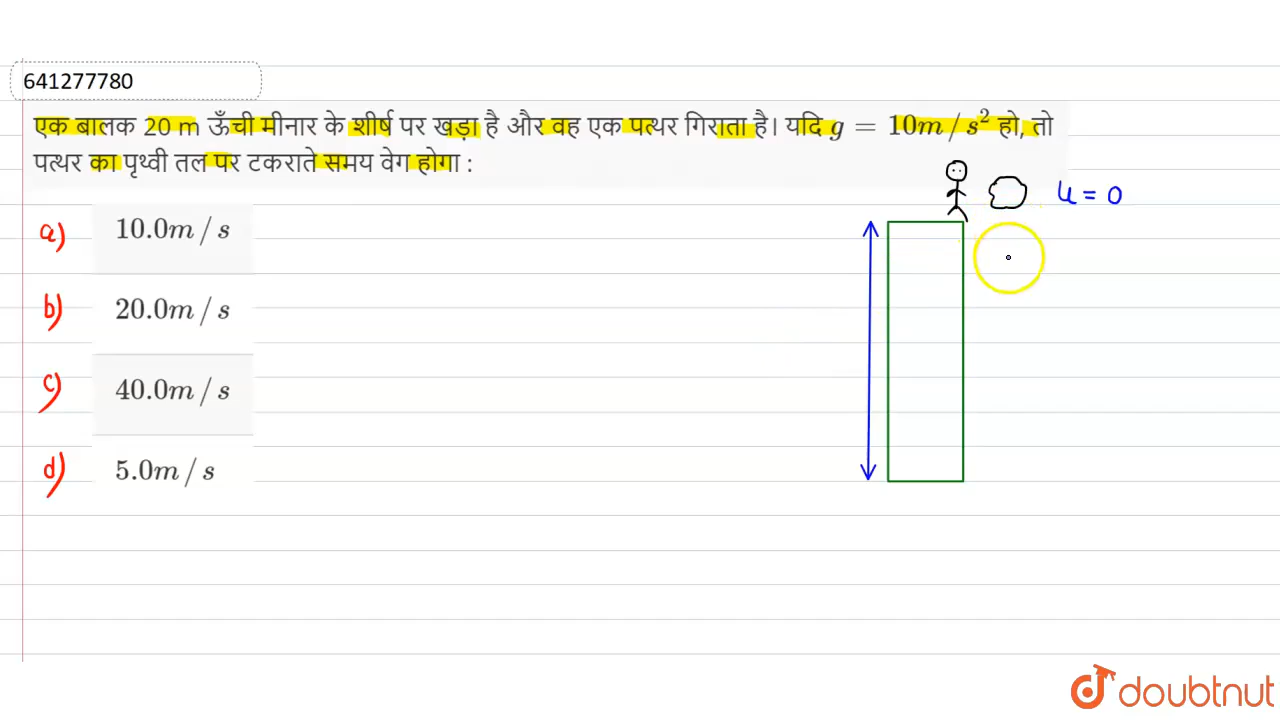 641277780
एक बालक 20 m ऊँची मीनार के शीर्ष पर खड़ा है और वह एक पत्थर गिराता है। यदि g = 10m/s² हो, तो
पत्थर का पृथ्वी तल पर टकराते समय वेग होगा :
u = 0
a) 10.0m/s
b) 20.0m/s
c) 40.0m/s
d) 5.0m/s
doubtnut